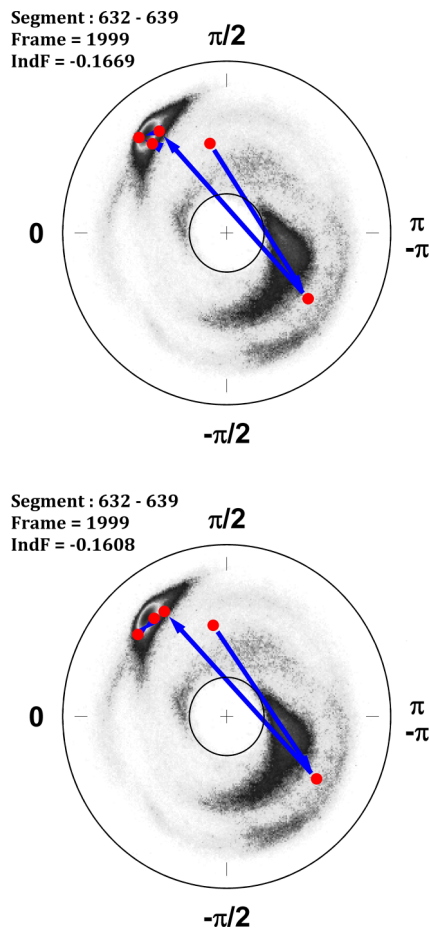 Segment : 632 - 639
Frame = 1999
IndF = -0.1669
π/2
0
π
-π
-π/2
Segment : 632 - 639
Frame = 1999
IndF = -0.1608
π/2
0
π
-π
-π/2